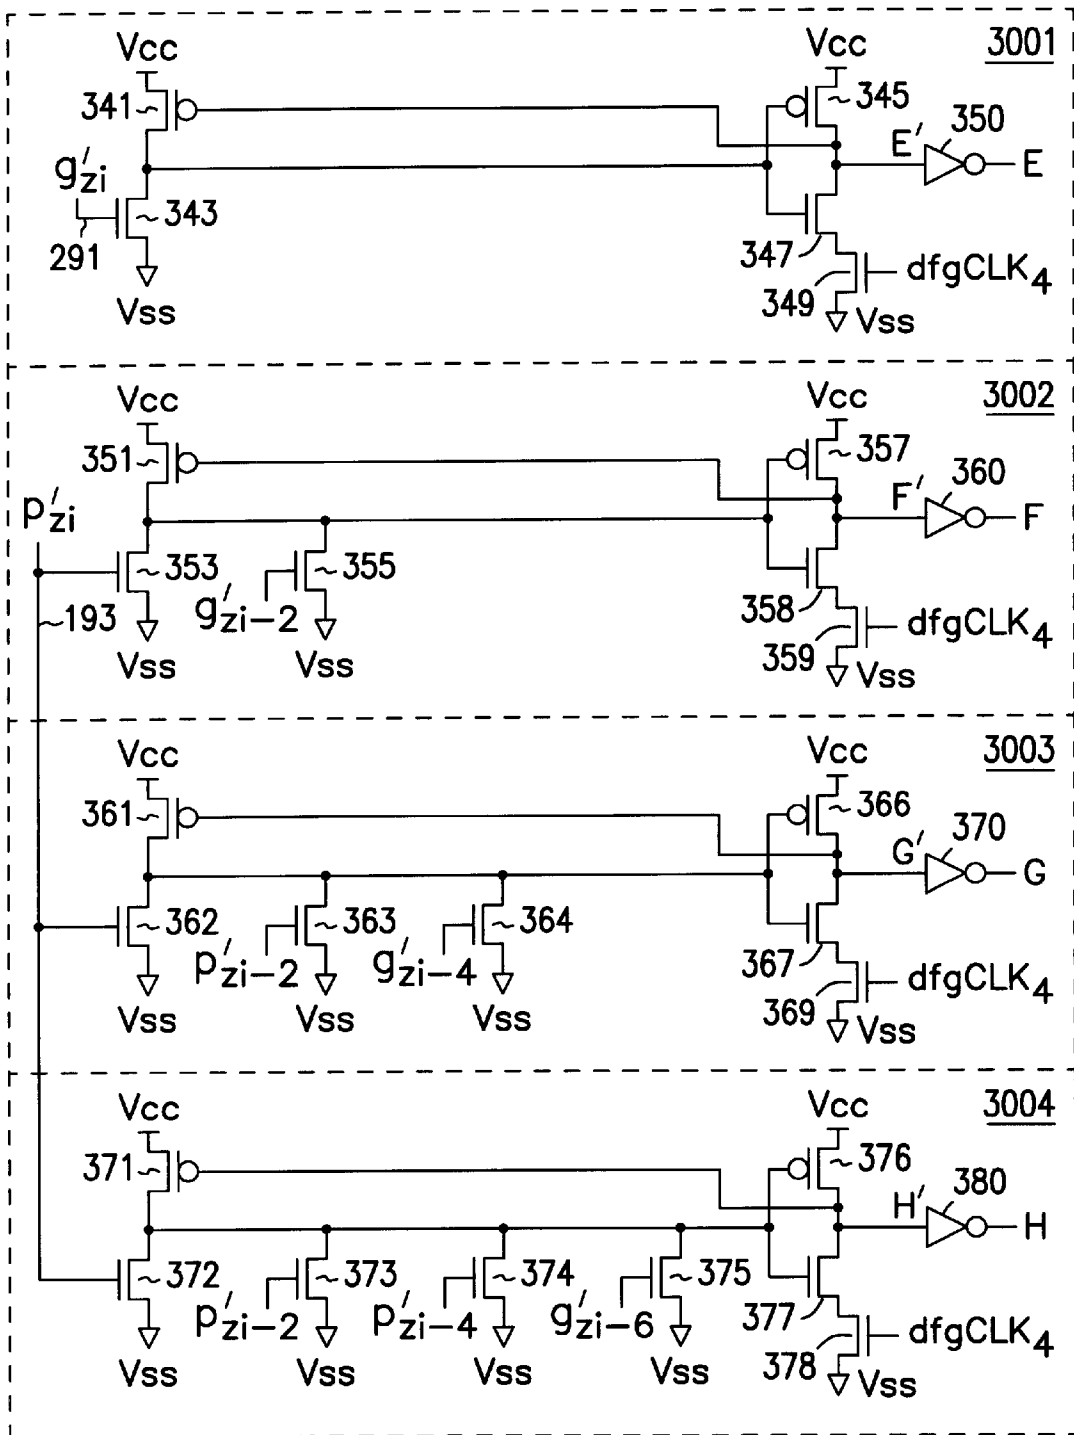 Vcc Vcc 3001
341 345
E' 350
g'zi E
343
291 347
dfgCLK4
349
Vss Vss
Vcc Vcc 3002
351 357
p'zi F' 360
F
353 355
g'zi-2 358
193 dfgCLK4
359
Vss Vss Vss
Vcc Vcc 3003
361 366
G' 370
G
362 363 364
p'zi-2 g'zi-4 367
dfgCLK4
369
Vss Vss Vss Vss
Vcc Vcc 3004
371 376
H' 380
H
372 373 374 375
p'zi-2 p'zi-4 g'zi-6 377
dfgCLK4
378
Vss Vss Vss Vss Vss